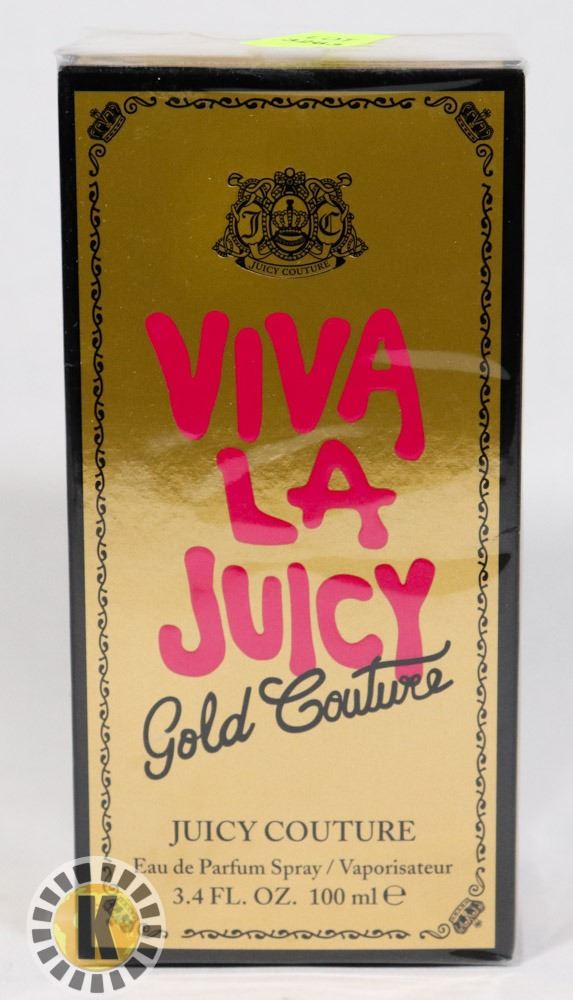 J C
JUICY COUTURE
VIVA
LA
JUICY
Gold Couture
JUICY COUTURE
Eau de Parfum Spray / Vaporisateur
3.4 FL. OZ. 100 ml ℮
K